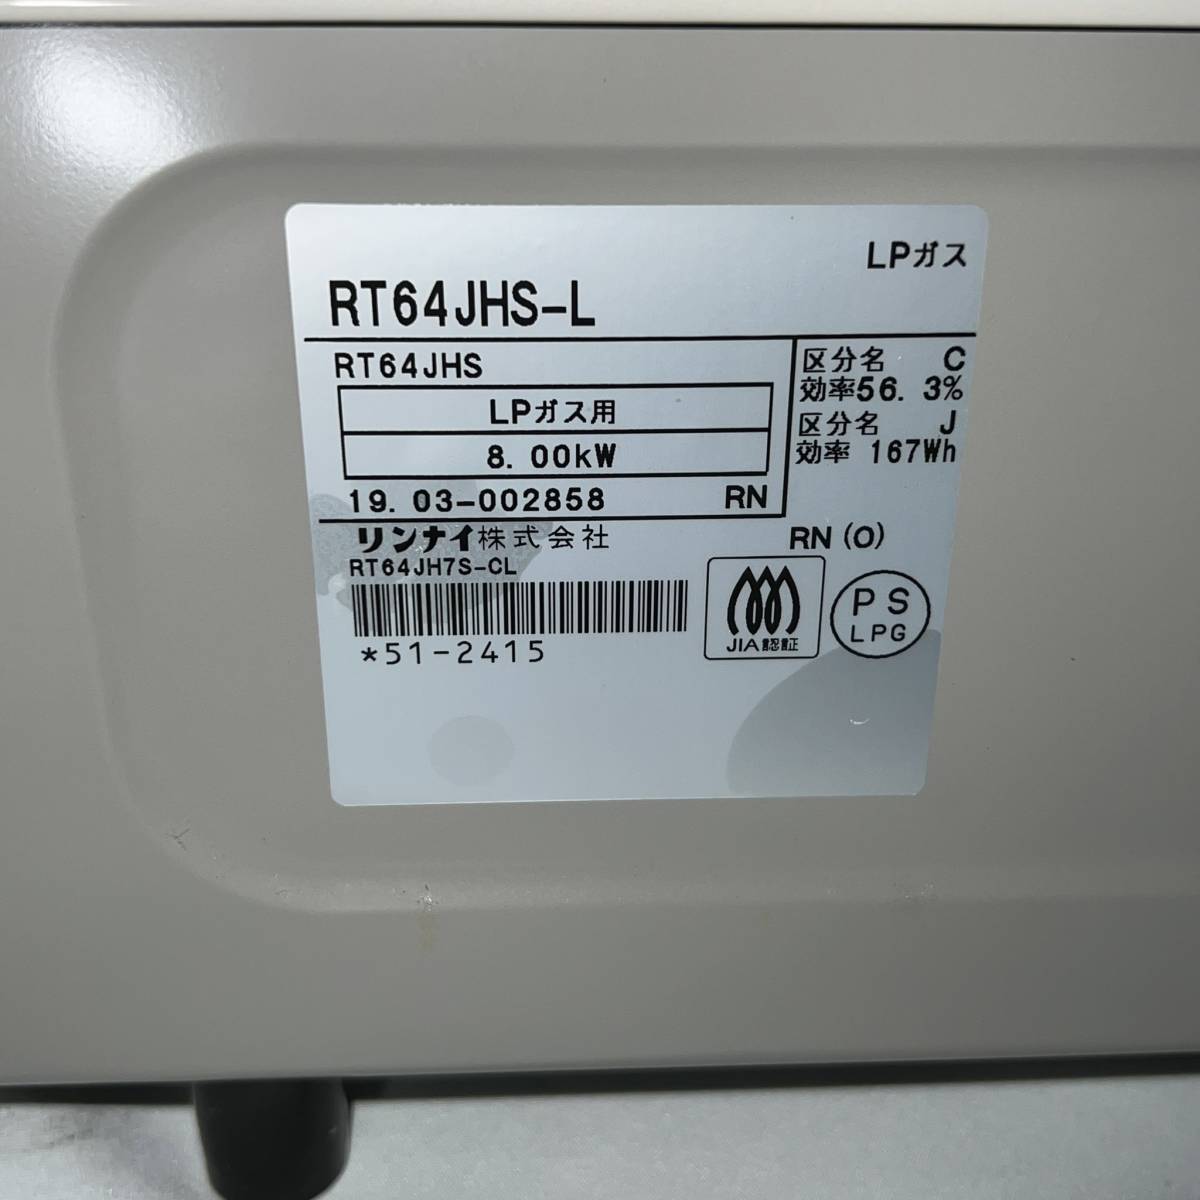 LPガス
RT64JHS-L
RT64JHS
LPガス用
8.00kW
19.03-002858 RN
区分名 C
効率56.3%
区分名 J
効率 167Wh
リンナイ株式会社
RN(O)
RT64JH7S-CL
*51-2415
JIA認証
PS
LPG